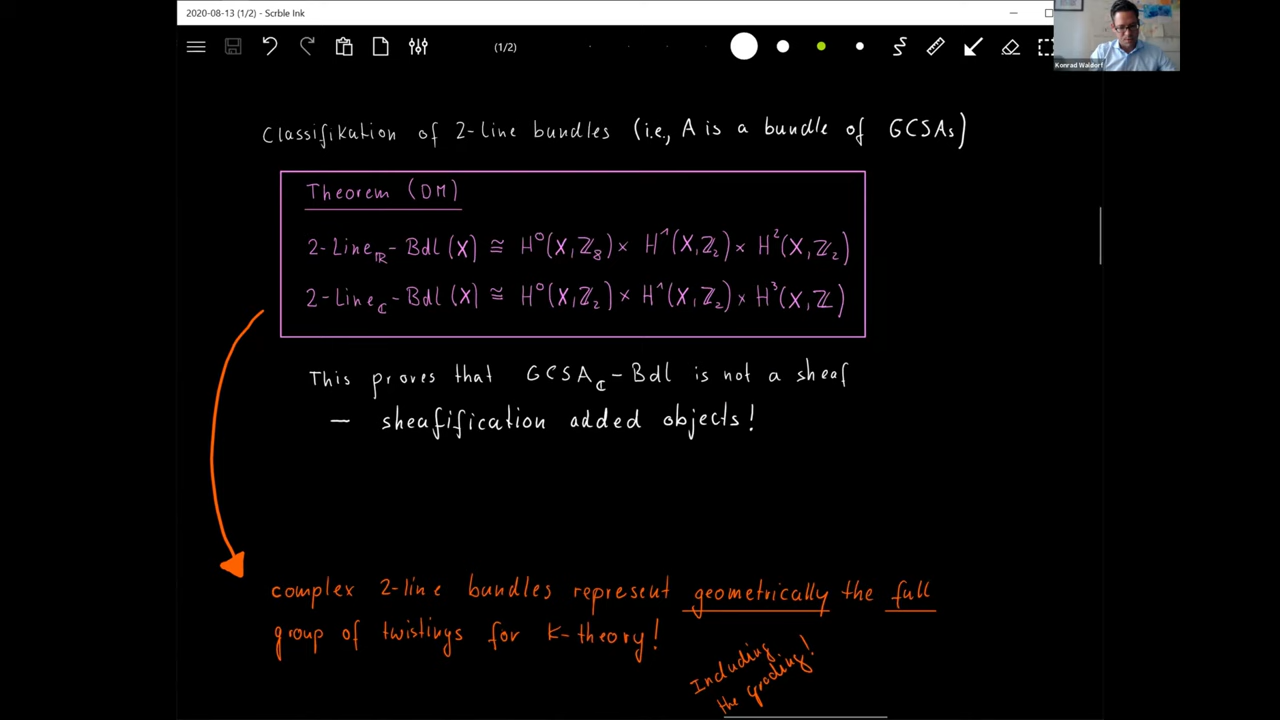 2020-08-13 (1/2) - Scrble Ink
(1/2)
Konrad Waldorf
Classifikation of 2-line bundles (i.e., A is a bundle of GCSAs)
Theorem (DM)
2-Line_ℝ-Bdl(X) ≅ H⁰(X,ℤ₈) × H¹(X,ℤ₂) × H²(X,ℤ₂)
2-Line_ℂ-Bdl(X) ≅ H⁰(X,ℤ₂) × H¹(X,ℤ₂) × H³(X,ℤ)
This proves that GCSA_ℂ-Bdl is not a sheaf
— sheafification added objects!
complex 2-line bundles represent geometrically the full
group of twistings for K-theory!
Including
the grading!